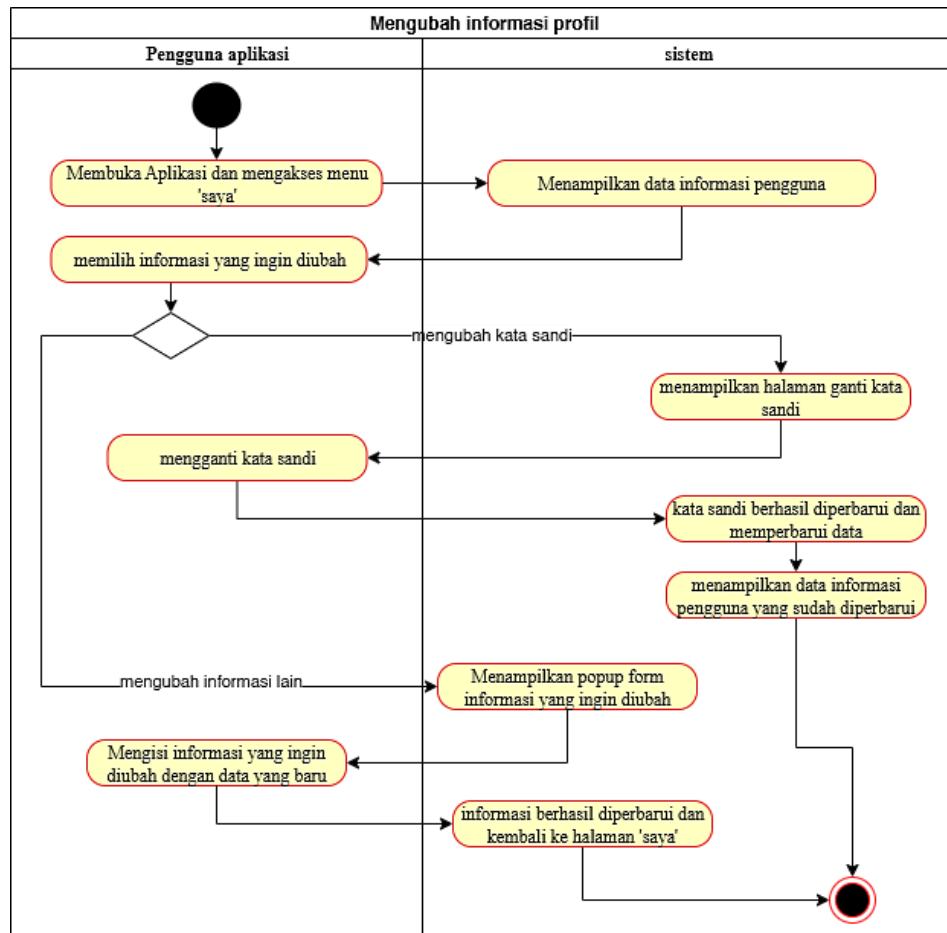 Mengubah informasi profil
Pengguna aplikasi
sistem
Membuka Aplikasi dan mengakses menu
'saya'
Menampilkan data informasi pengguna
memilih informasi yang ingin diubah
mengubah kata sandi
menampilkan halaman ganti kata
sandi
mengganti kata sandi
kata sandi berhasil diperbarui dan
memperbarui data
menampilkan data informasi
pengguna yang sudah diperbarui
mengubah informasi lain
Menampilkan popup form
informasi yang ingin diubah
Mengisi informasi yang ingin
diubah dengan data yang baru
informasi berhasil diperbarui dan
kembali ke halaman 'saya'